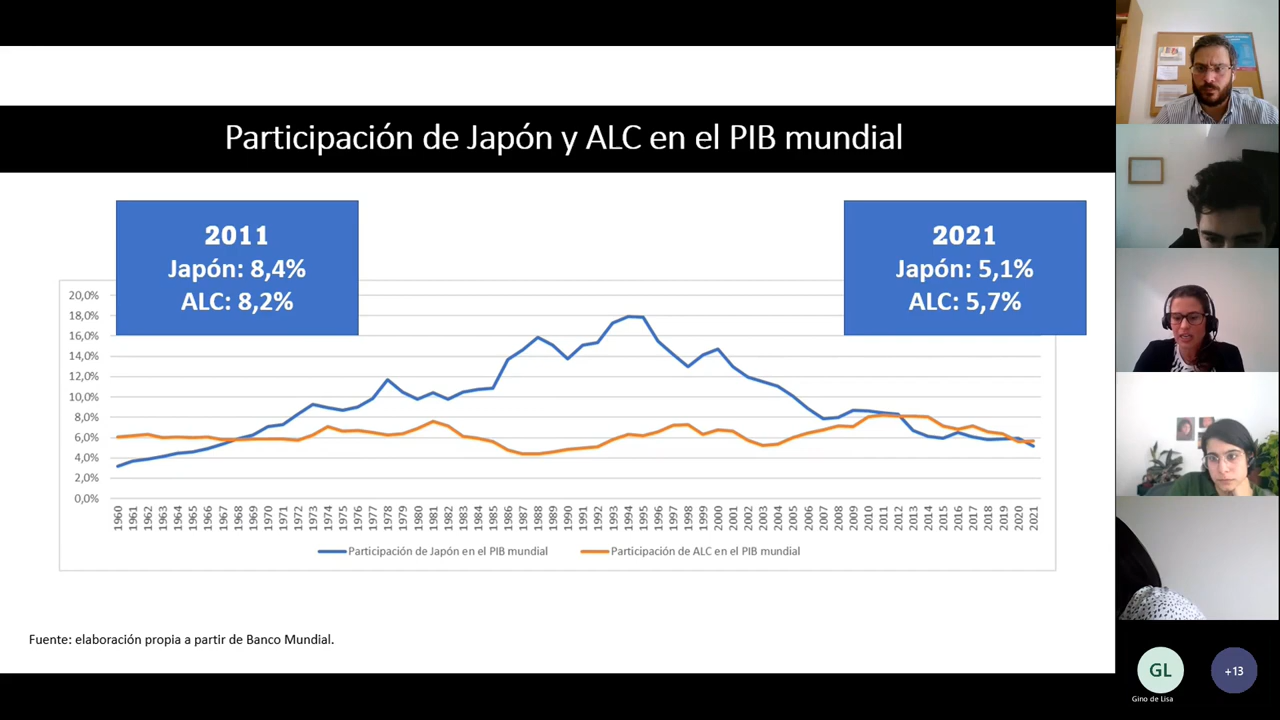 Participación de Japón y ALC en el PIB mundial
2011
Japón: 8,4%
ALC: 8,2%
2021
Japón: 5,1%
ALC: 5,7%
20,0%
18,0%
16,0%
14,0%
12,0%
10,0%
8,0%
6,0%
4,0%
2,0%
0,0%
1960 1961 1962 1963 1964 1965 1966 1967 1968 1969 1970 1971 1972 1973 1974 1975 1976 1977 1978 1979 1980 1981 1982 1983 1984 1985 1986 1987 1988 1989 1990 1991 1992 1993 1994 1995 1996 1997 1998 1999 2000 2001 2002 2003 2004 2005 2006 2007 2008 2009 2010 2011 2012 2013 2014 2015 2016 2017 2018 2019 2020 2021
Participación de Japón en el PIB mundial
Participación de ALC en el PIB mundial
Fuente: elaboración propia a partir de Banco Mundial.
GL
+13
Gino de Lisa